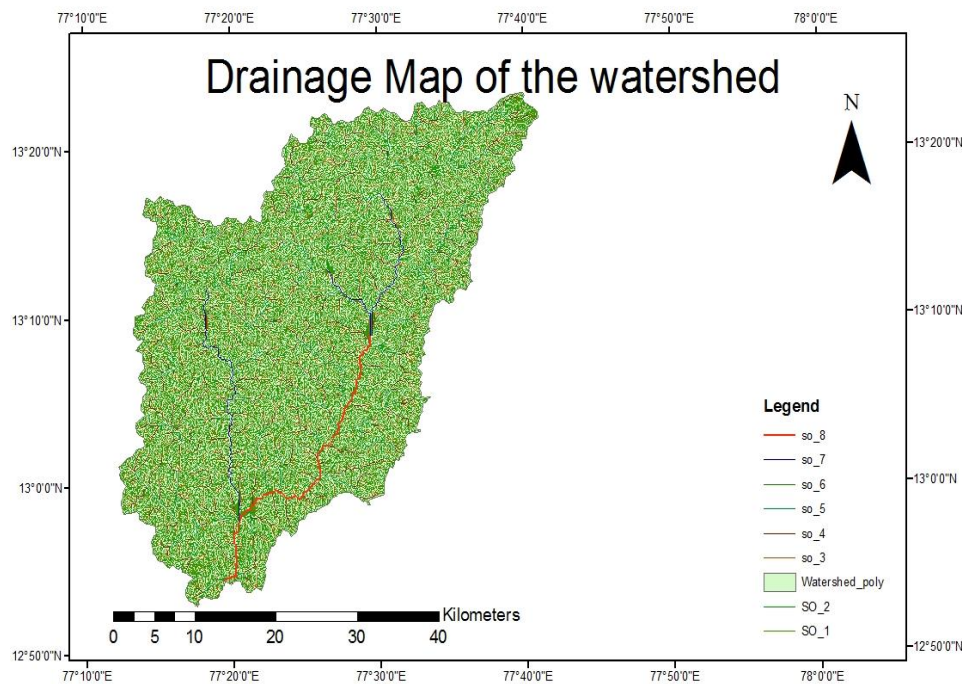 77°10'0"E 77°20'0"E 77°30'0"E 77°40'0"E 77°50'0"E 78°0'0"E
Drainage Map of the watershed
N
13°20'0"N 13°20'0"N
13°10'0"N 13°10'0"N
Legend
so_8
so_7
13°0'0"N 13°0'0"N
so_6
so_5
so_4
so_3
Watershed_poly
SO_2
SO_1
Kilometers
0 5 10 20 30 40
12°50'0"N 12°50'0"N
77°10'0"E 77°20'0"E 77°30'0"E 77°40'0"E 77°50'0"E 78°0'0"E